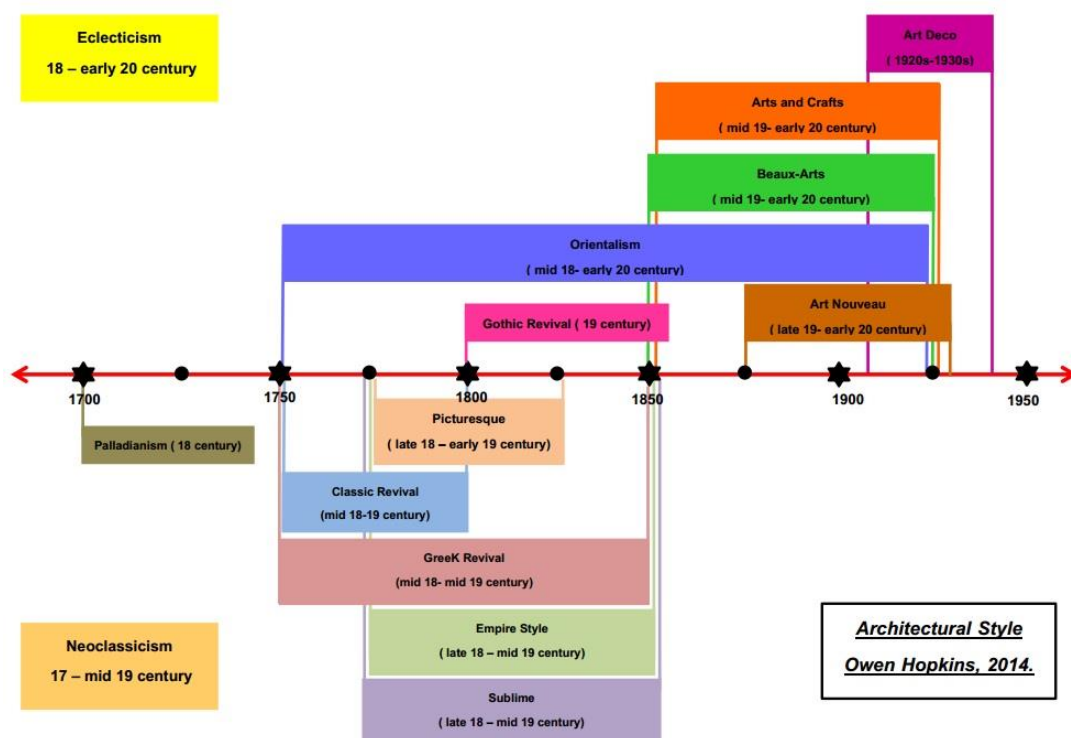 Eclecticism
18 – early 20 century
Art Deco
( 1920s-1930s)
Arts and Crafts
( mid 19- early 20 century)
Beaux-Arts
( mid 19- early 20 century)
Orientalism
( mid 18- early 20 century)
Art Nouveau
( late 19- early 20 century)
Gothic Revival ( 19 century)
1700
1750
1800
1850
1900
1950
Palladianism ( 18 century)
Picturesque
( late 18 – early 19 century)
Classic Revival
(mid 18-19 century)
GreeK Revival
(mid 18- mid 19 century)
Empire Style
( late 18 – mid 19 century)
Sublime
( late 18 – mid 19 century)
Neoclassicism
17 – mid 19 century
Architectural Style
Owen Hopkins, 2014.